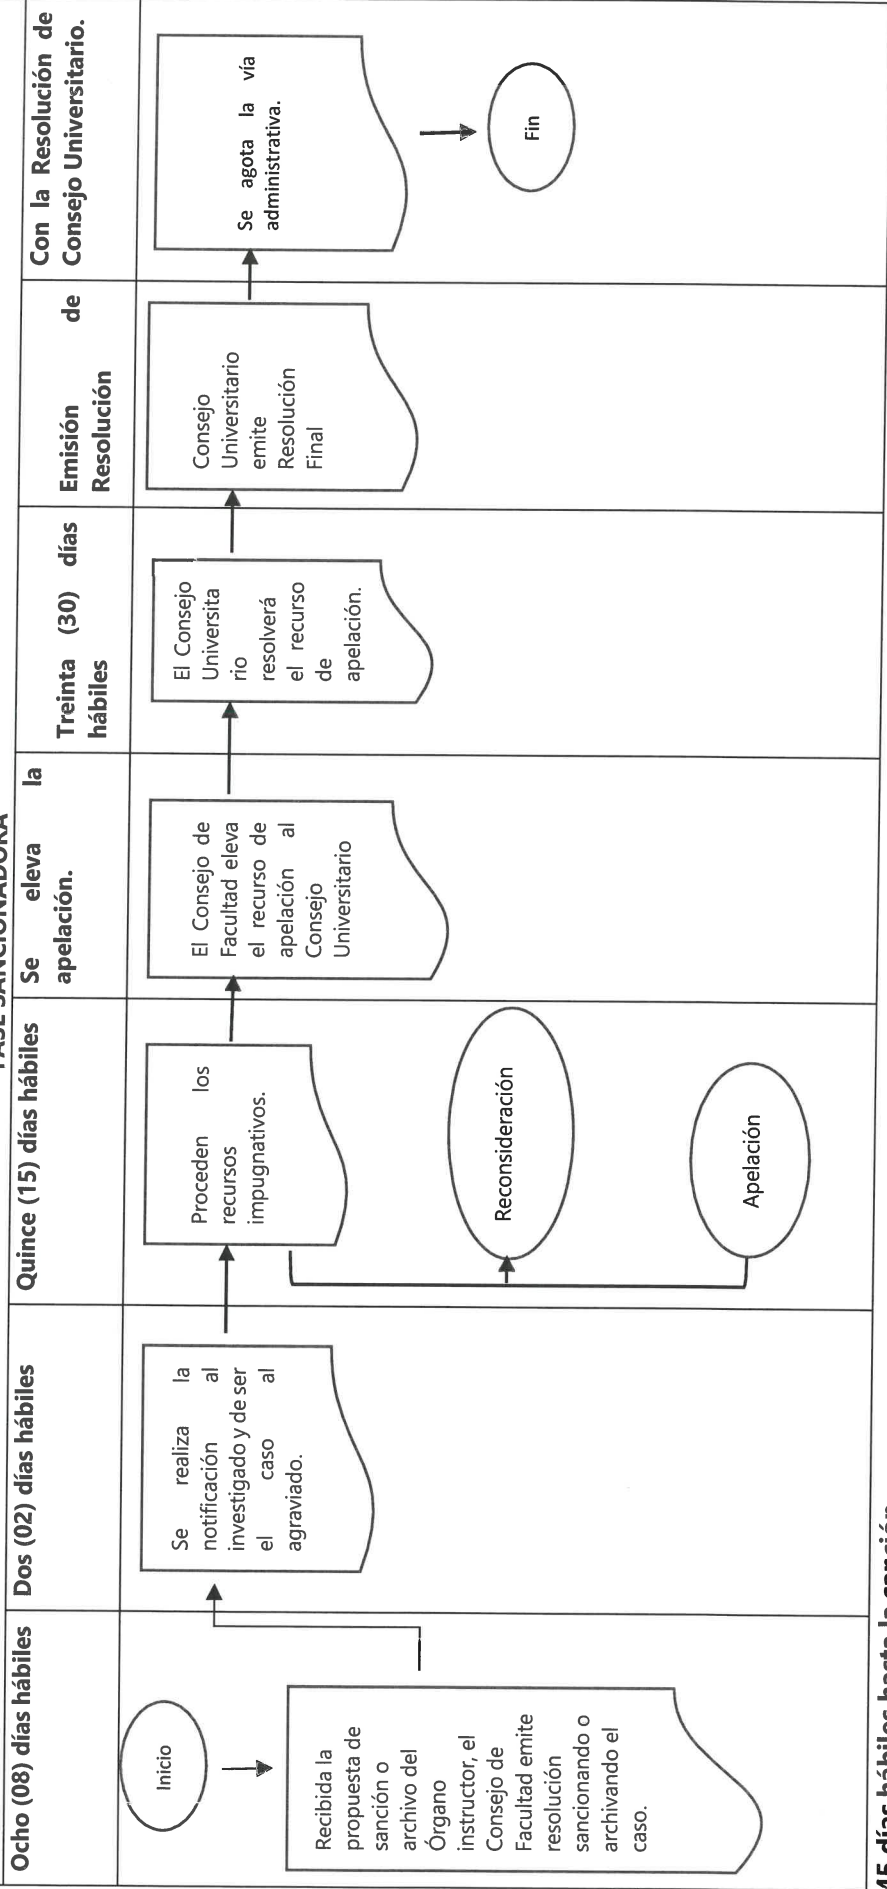 FASE SANCIONADORA
Ocho (08) días hábiles
Dos (02) días hábiles
Quince (15) días hábiles
Se eleva la
apelación.
Treinta (30) días
hábiles
Emisión de
Resolución
Con la Resolución de
Consejo Universitario.
Inicio
Recibida la
propuesta de
sanción o
archivo del
Órgano
instructor, el
Consejo de
Facultad emite
resolución
sancionando o
archivando el
caso.
Se realiza la
notificación al
investigado y de ser
el caso al
agraviado.
Proceden los
recursos
impugnativos.
Reconsideración
Apelación
El Consejo de
Facultad eleva
el recurso de
apelación al
Consejo
Universitario
El Consejo
Universita
rio
resolverá
el recurso
de
apelación.
Consejo
Universitario
emite
Resolución
Final
Se agota la vía
administrativa.
Fin
45 días hábiles hasta la sanción